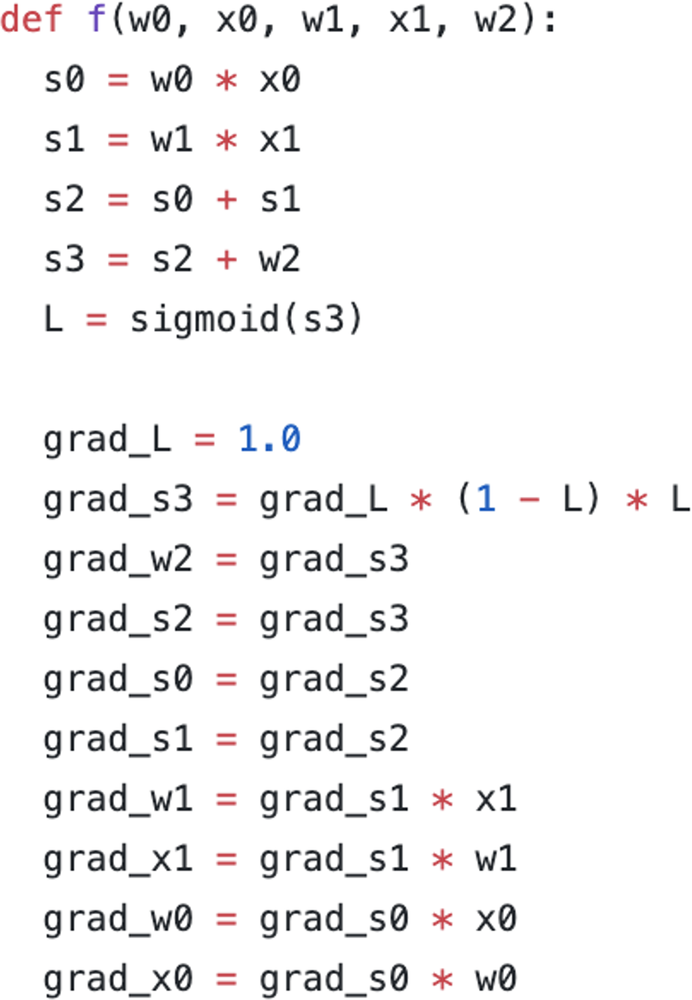 def f(w0, x0, w1, x1, w2):
  s0 = w0 * x0
  s1 = w1 * x1
  s2 = s0 + s1
  s3 = s2 + w2
  L = sigmoid(s3)

  grad_L = 1.0
  grad_s3 = grad_L * (1 - L) * L
  grad_w2 = grad_s3
  grad_s2 = grad_s3
  grad_s0 = grad_s2
  grad_s1 = grad_s2
  grad_w1 = grad_s1 * x1
  grad_x1 = grad_s1 * w1
  grad_w0 = grad_s0 * x0
  grad_x0 = grad_s0 * w0